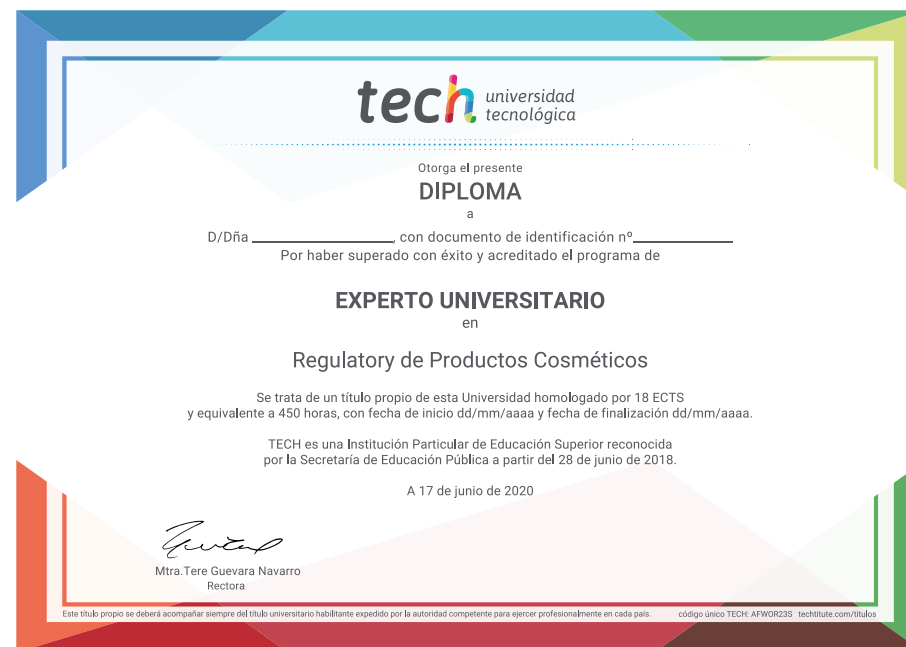 tech universidad
tecnológica
Otorga el presente
DIPLOMA
a
D/Dña ____________________, con documento de identificación nº______________
Por haber superado con éxito y acreditado el programa de
EXPERTO UNIVERSITARIO
en
Regulatory de Productos Cosméticos
Se trata de un título propio de esta Universidad homologado por 18 ECTS
y equivalente a 450 horas, con fecha de inicio dd/mm/aaaa y fecha de finalización dd/mm/aaaa.
TECH es una Institución Particular de Educación Superior reconocida
por la Secretaría de Educación Pública a partir del 28 de junio de 2018.
A 17 de junio de 2020
Mtra.Tere Guevara Navarro
Rectora
Este título propio se deberá acompañar siempre del título universitario habilitante expedido por la autoridad competente para ejercer profesionalmente en cada país. código único TECH: AFWOR23S techtitute.com/titulos